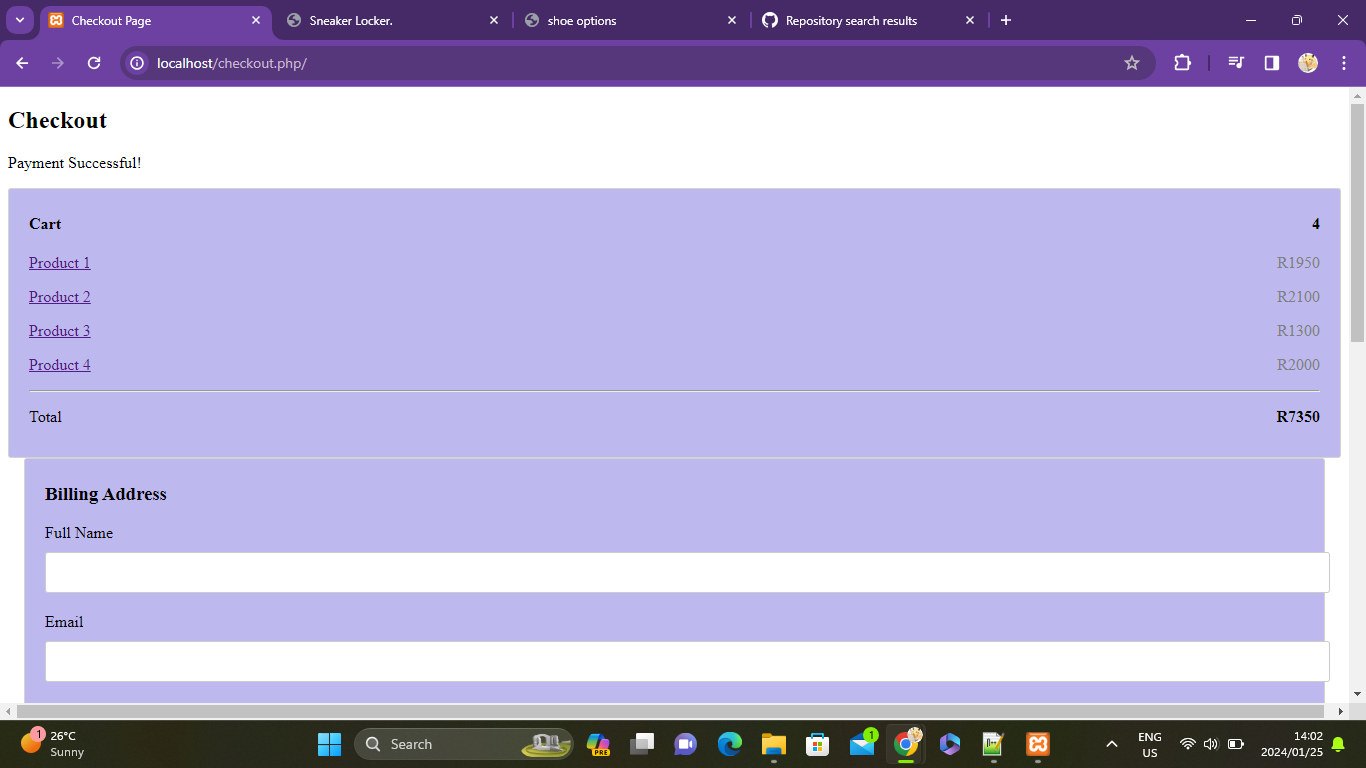 Checkout Page
Sneaker Locker.
shoe options
Repository search results
localhost/checkout.php/
Checkout
Payment Successful!
Cart 4
Product 1 R1950
Product 2 R2100
Product 3 R1300
Product 4 R2000
Total R7350
Billing Address
Full Name
Email
1
26°C
Sunny
Search
PRE
1
ENG
US
14:02
2024/01/25